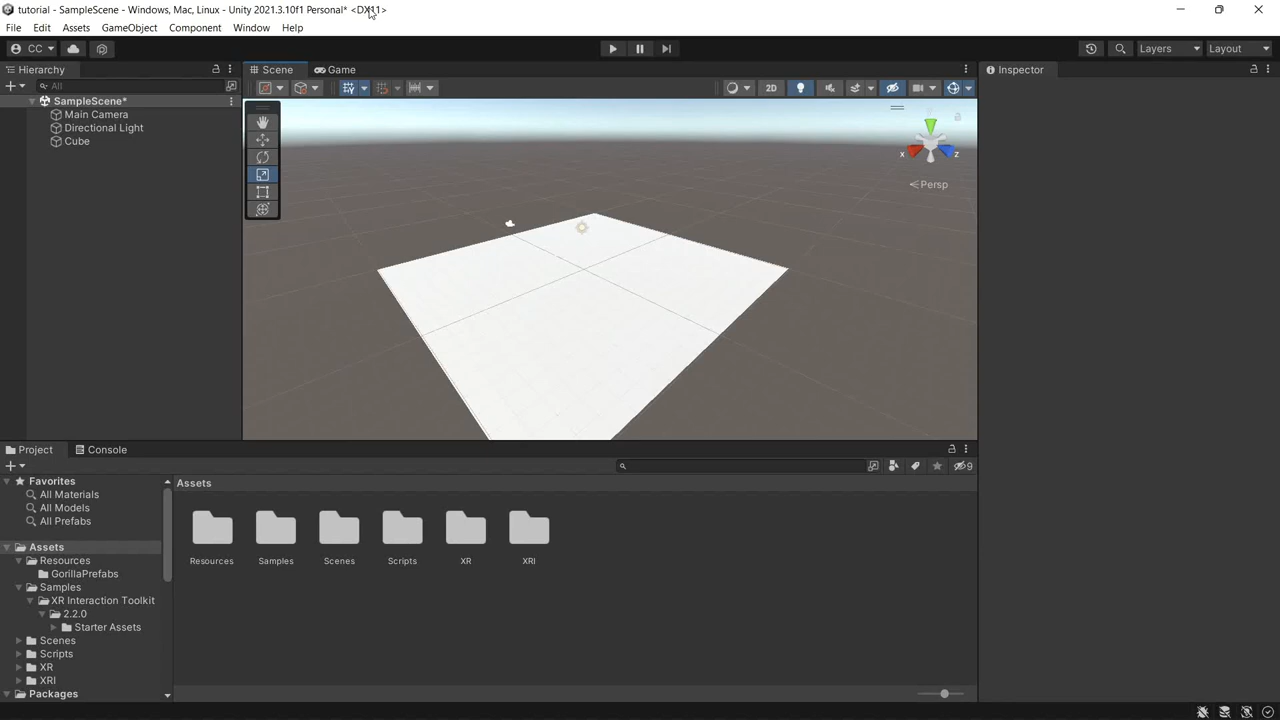 tutorial - SampleScene - Windows, Mac, Linux - Unity 2021.3.10f1 Personal* <DX11>
File Edit Assets GameObject Component Window Help
CC Layers Layout
Hierarchy Scene Game Inspector
All 2D
SampleScene*
Main Camera
Directional Light
Cube
x z
Persp
Project Console
9
Favorites
All Materials
All Models
All Prefabs
Assets
Resources
GorillaPrefabs
Samples
XR Interaction Toolkit
2.2.0
Starter Assets
Scenes
Scripts
XR
XRI
Packages
Assets
Resources Samples Scenes Scripts XR XRI